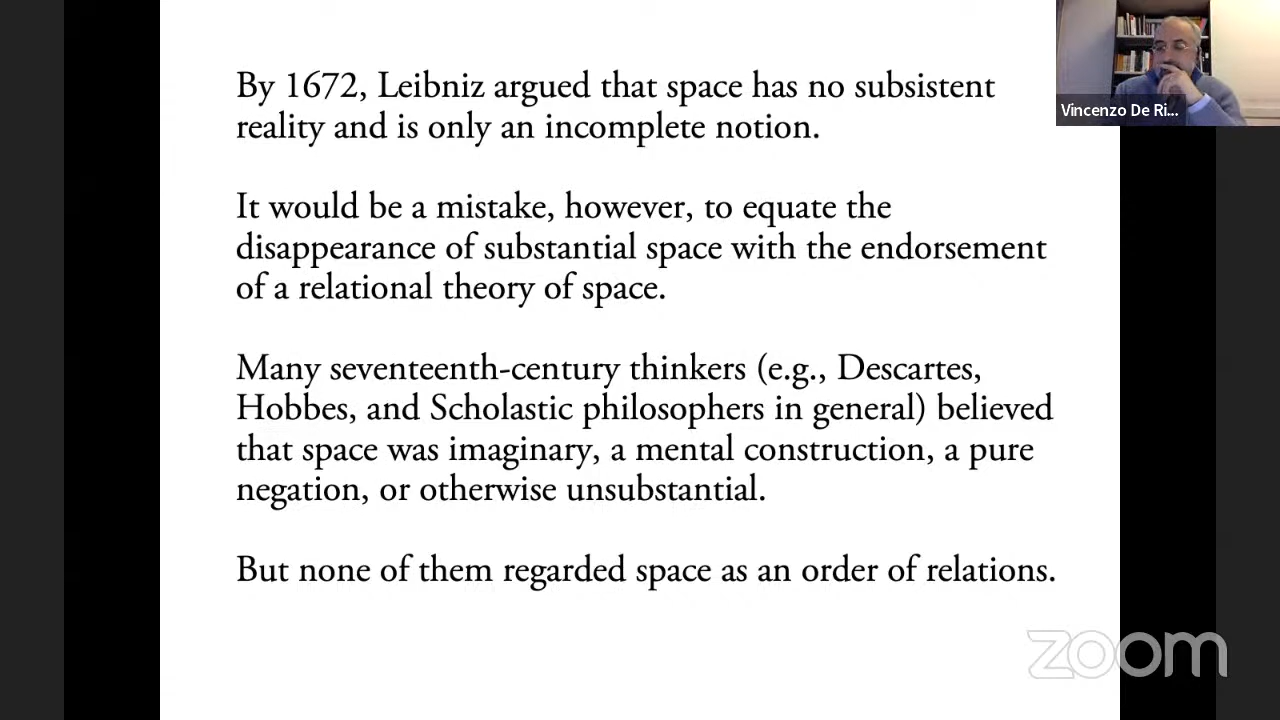 By 1672, Leibniz argued that space has no subsistent
reality and is only an incomplete notion.
It would be a mistake, however, to equate the
disappearance of substantial space with the endorsement
of a relational theory of space.
Many seventeenth-century thinkers (e.g., Descartes,
Hobbes, and Scholastic philosophers in general) believed
that space was imaginary, a mental construction, a pure
negation, or otherwise unsubstantial.
But none of them regarded space as an order of relations.
Vincenzo De Ri...
zoom